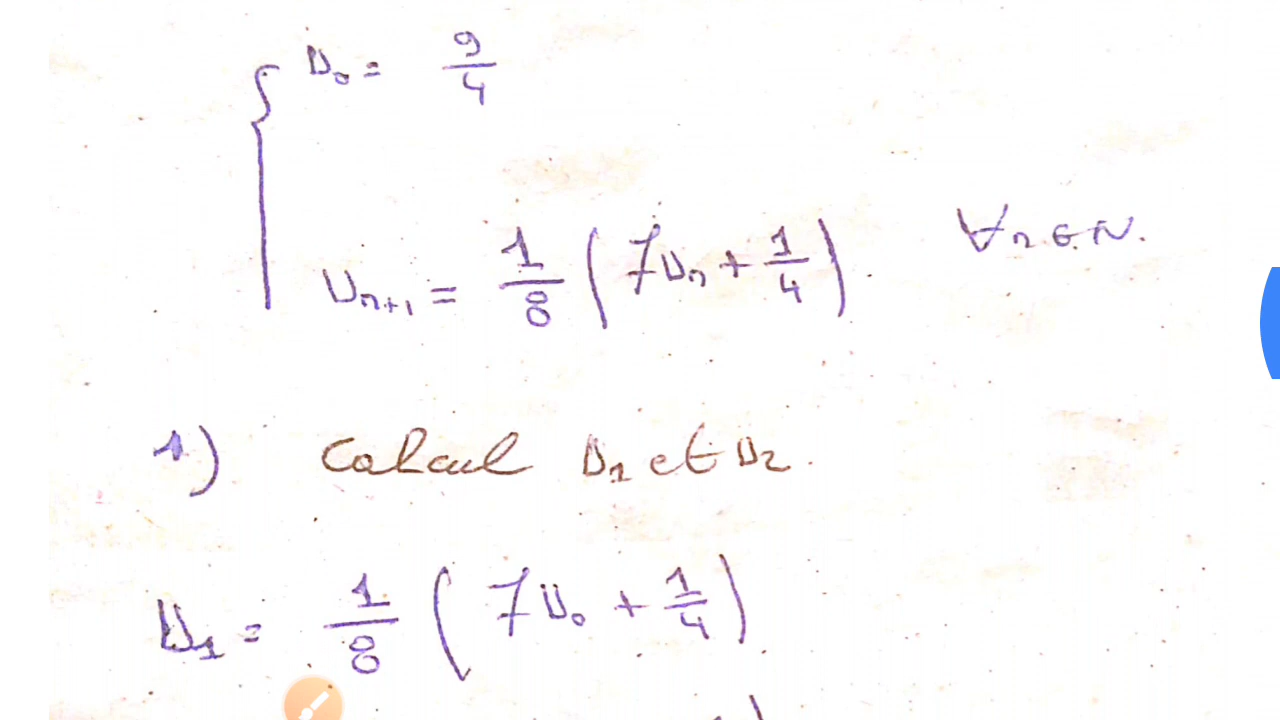 U₀ = 9/4
Uₙ₊₁ = 1/8 (7Uₙ + 1/4) ∀n∈N.
1) Calcul U₁ et U₂.
U₁ = 1/8 (7U₀ + 1/4)